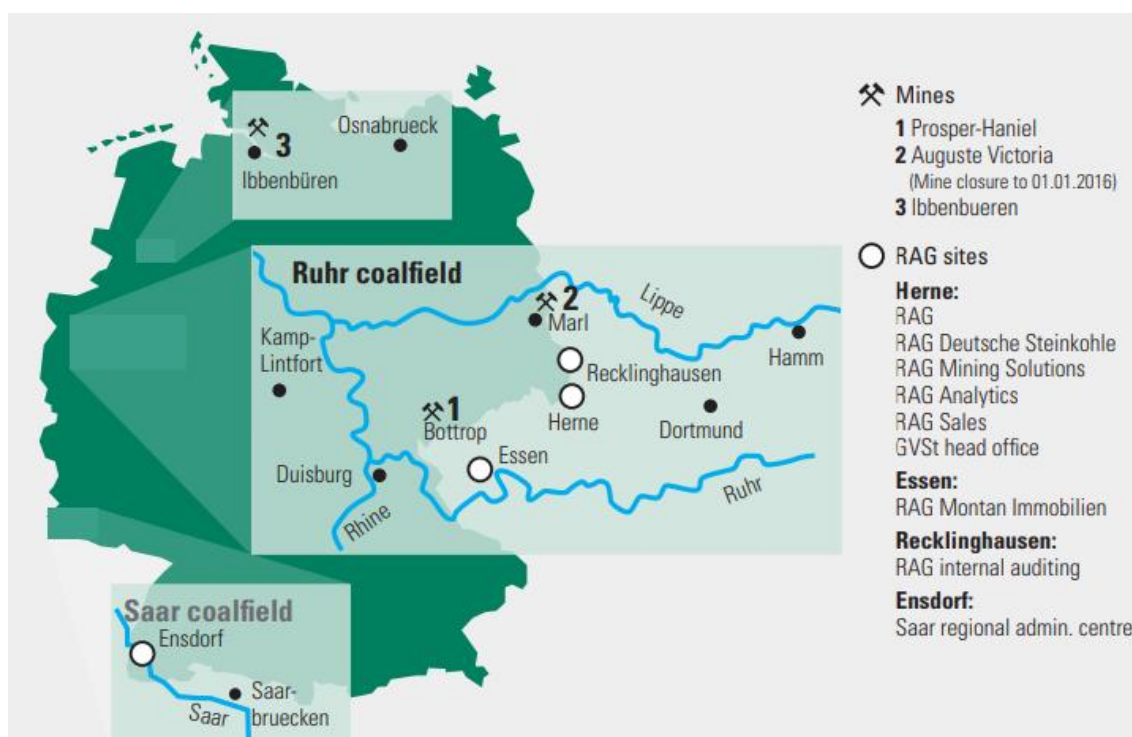 Osnabrueck
3
Ibbenbüren
Ruhr coalfield
2
Marl
Lippe
Kamp-
Lintfort
Hamm
Recklinghausen
1
Bottrop
Herne
Dortmund
Essen
Duisburg
Rhine
Ruhr
Saar coalfield
Ensdorf
Saar-
bruecken
Saar
Mines
1 Prosper-Haniel
2 Auguste Victoria
(Mine closure to 01.01.2016)
3 Ibbenbueren
RAG sites
Herne:
RAG
RAG Deutsche Steinkohle
RAG Mining Solutions
RAG Analytics
RAG Sales
GVSt head office
Essen:
RAG Montan Immobilien
Recklinghausen:
RAG internal auditing
Ensdorf:
Saar regional admin. centre